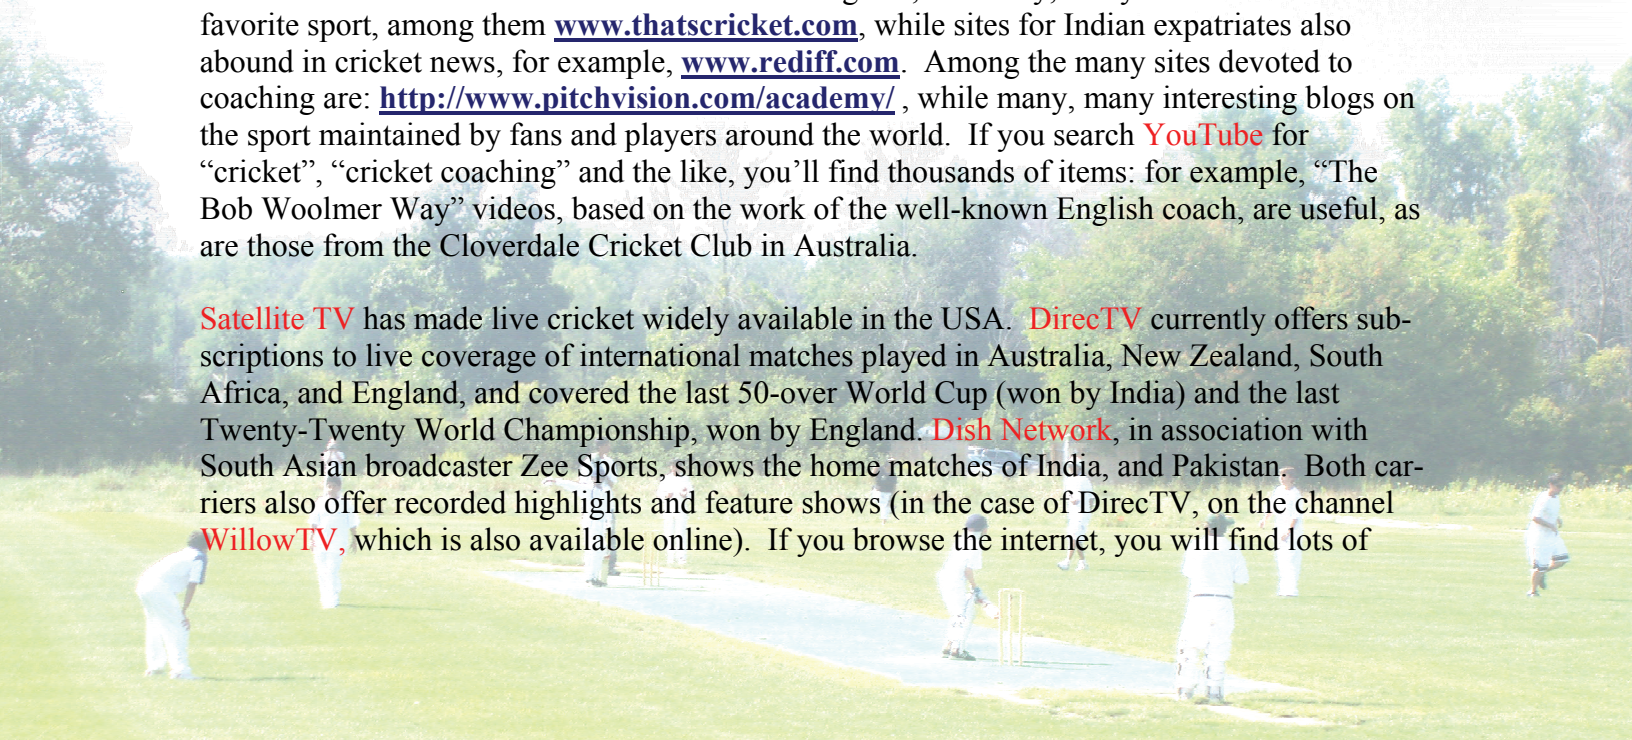 favorite sport, among them www.thatscricket.com, while sites for Indian expatriates also
abound in cricket news, for example, www.rediff.com.  Among the many sites devoted to
coaching are: http://www.pitchvision.com/academy/ , while many, many interesting blogs on
the sport maintained by fans and players around the world.  If you search YouTube for
“cricket”, “cricket coaching” and the like, you’ll find thousands of items: for example, “The
Bob Woolmer Way” videos, based on the work of the well-known English coach, are useful, as
are those from the Cloverdale Cricket Club in Australia.
Satellite TV has made live cricket widely available in the USA.  DirecTV currently offers sub-
scriptions to live coverage of international matches played in Australia, New Zealand, South
Africa, and England, and covered the last 50-over World Cup (won by India) and the last
Twenty-Twenty World Championship, won by England. Dish Network, in association with
South Asian broadcaster Zee Sports, shows the home matches of India, and Pakistan.  Both car-
riers also offer recorded highlights and feature shows (in the case of DirecTV, on the channel
WillowTV, which is also available online).  If you browse the internet, you will find lots of